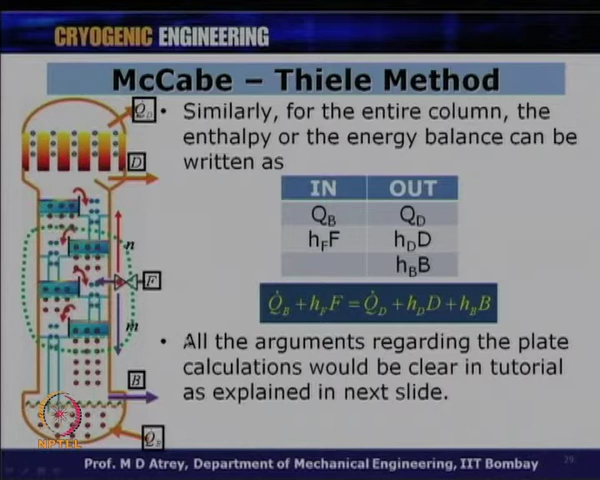 CRYOGENIC ENGINEERING
McCabe – Thiele Method
• Similarly, for the entire column, the
enthalpy or the energy balance can be
written as
IN OUT
Q_B Q_D
h_F F h_D D
h_B B
Q̇_B + h_F F = Q̇_D + h_D D + h_B B
• All the arguments regarding the plate
calculations would be clear in tutorial
as explained in next slide.
Q̇_D
D
n
F
m
B
Q̇_B
NPTEL
Prof. M D Atrey, Department of Mechanical Engineering, IIT Bombay
29